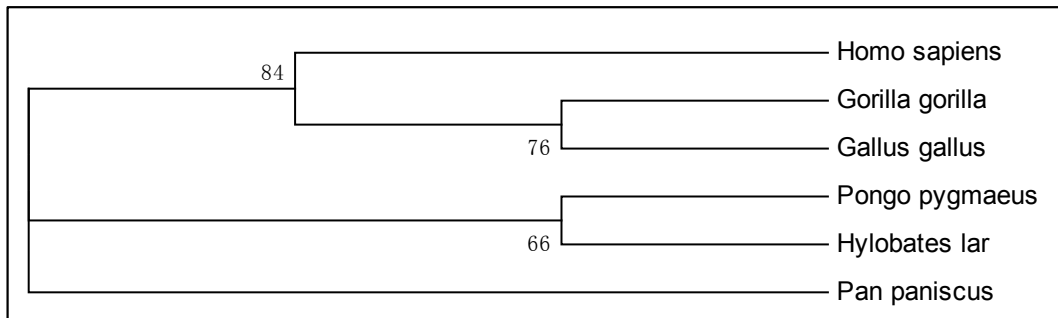 Homo sapiens
84
Gorilla gorilla
76
Gallus gallus
Pongo pygmaeus
66
Hylobates lar
Pan paniscus